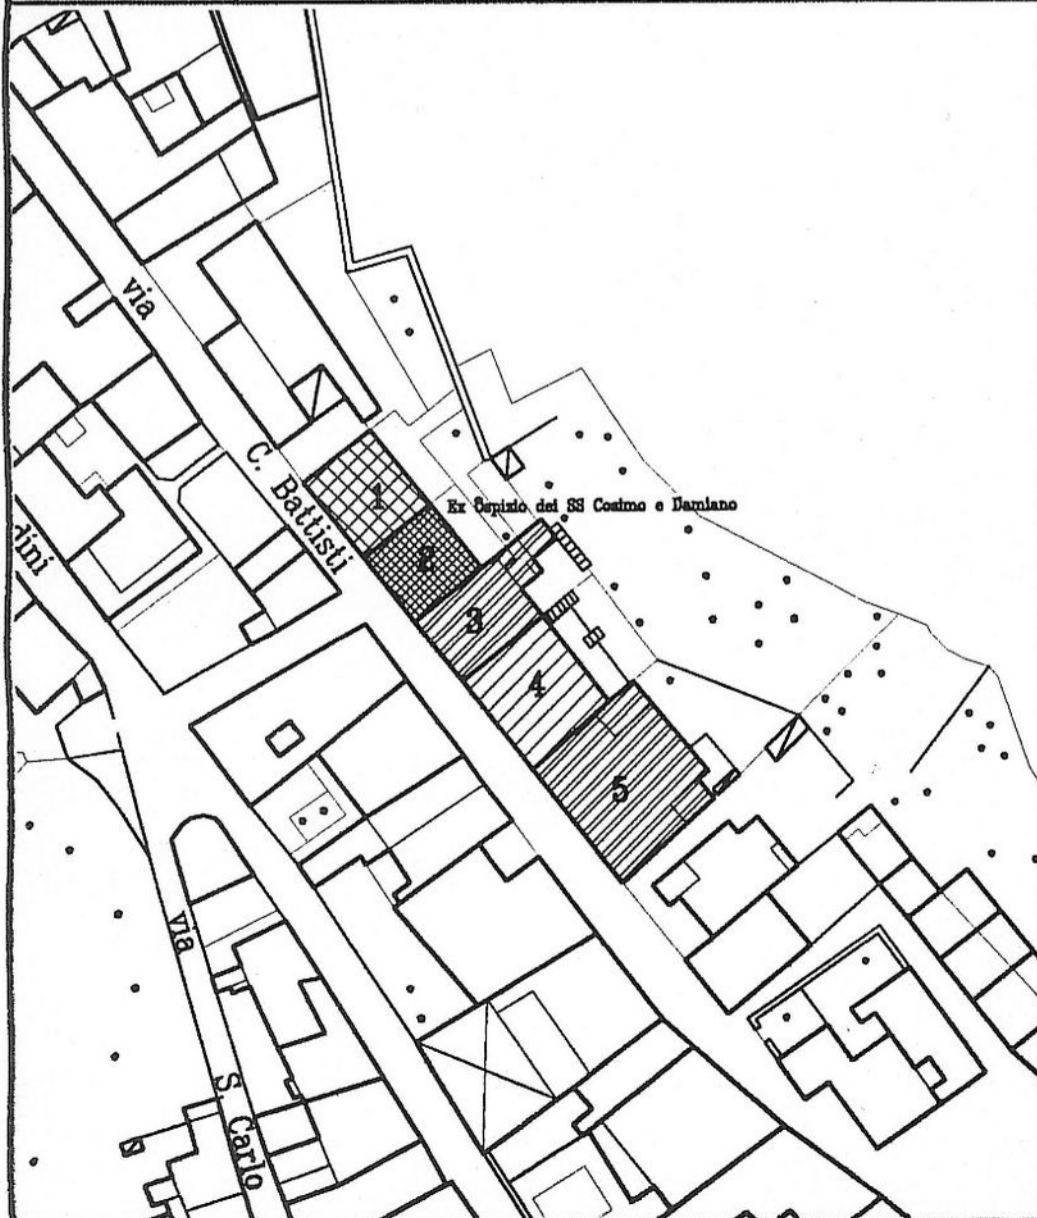 via
C. Battisti
1
Ex Ospizio dei SS Cosimo e Damiano
2
dini
3
4
5
via
S. Carlo